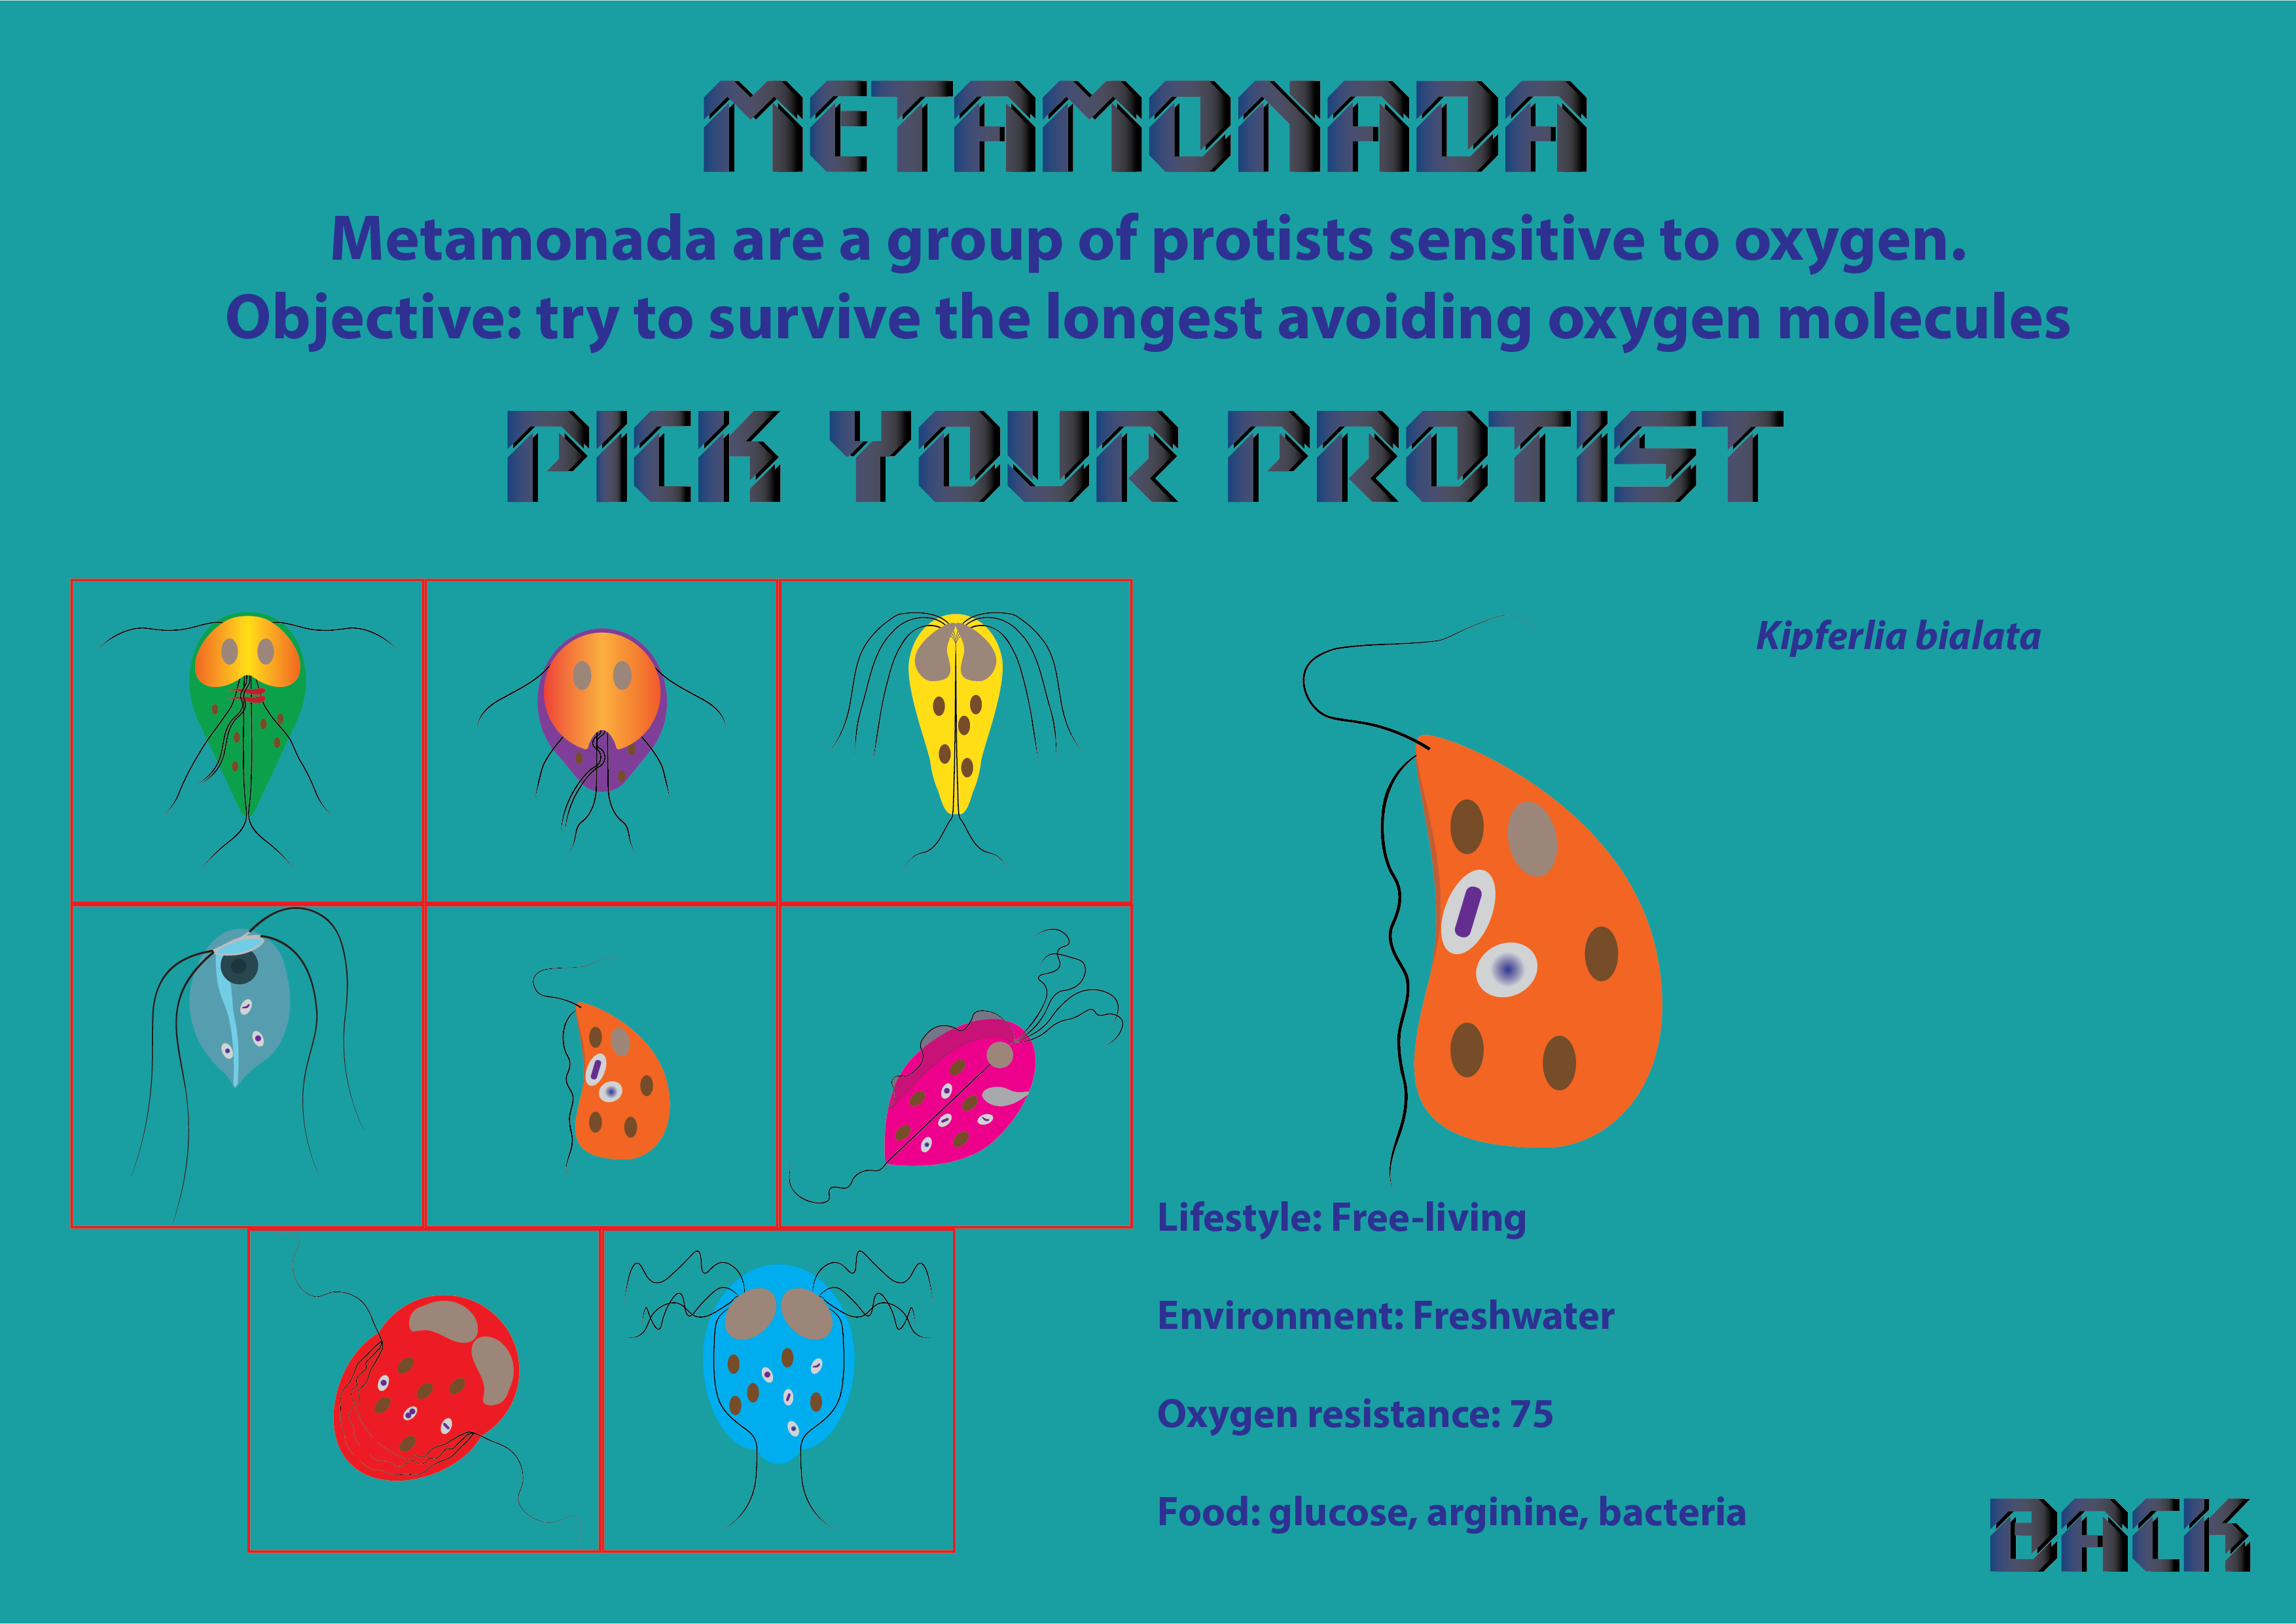 METAMONADA
Metamonada are a group of protists sensitive to oxygen.
Objective: try to survive the longest avoiding oxygen molecules
PICK YOUR PROTIST
Kipferlia bialata
Lifestyle: Free-living
Environment: Freshwater
Oxygen resistance: 75
Food: glucose, arginine, bacteria
BACK